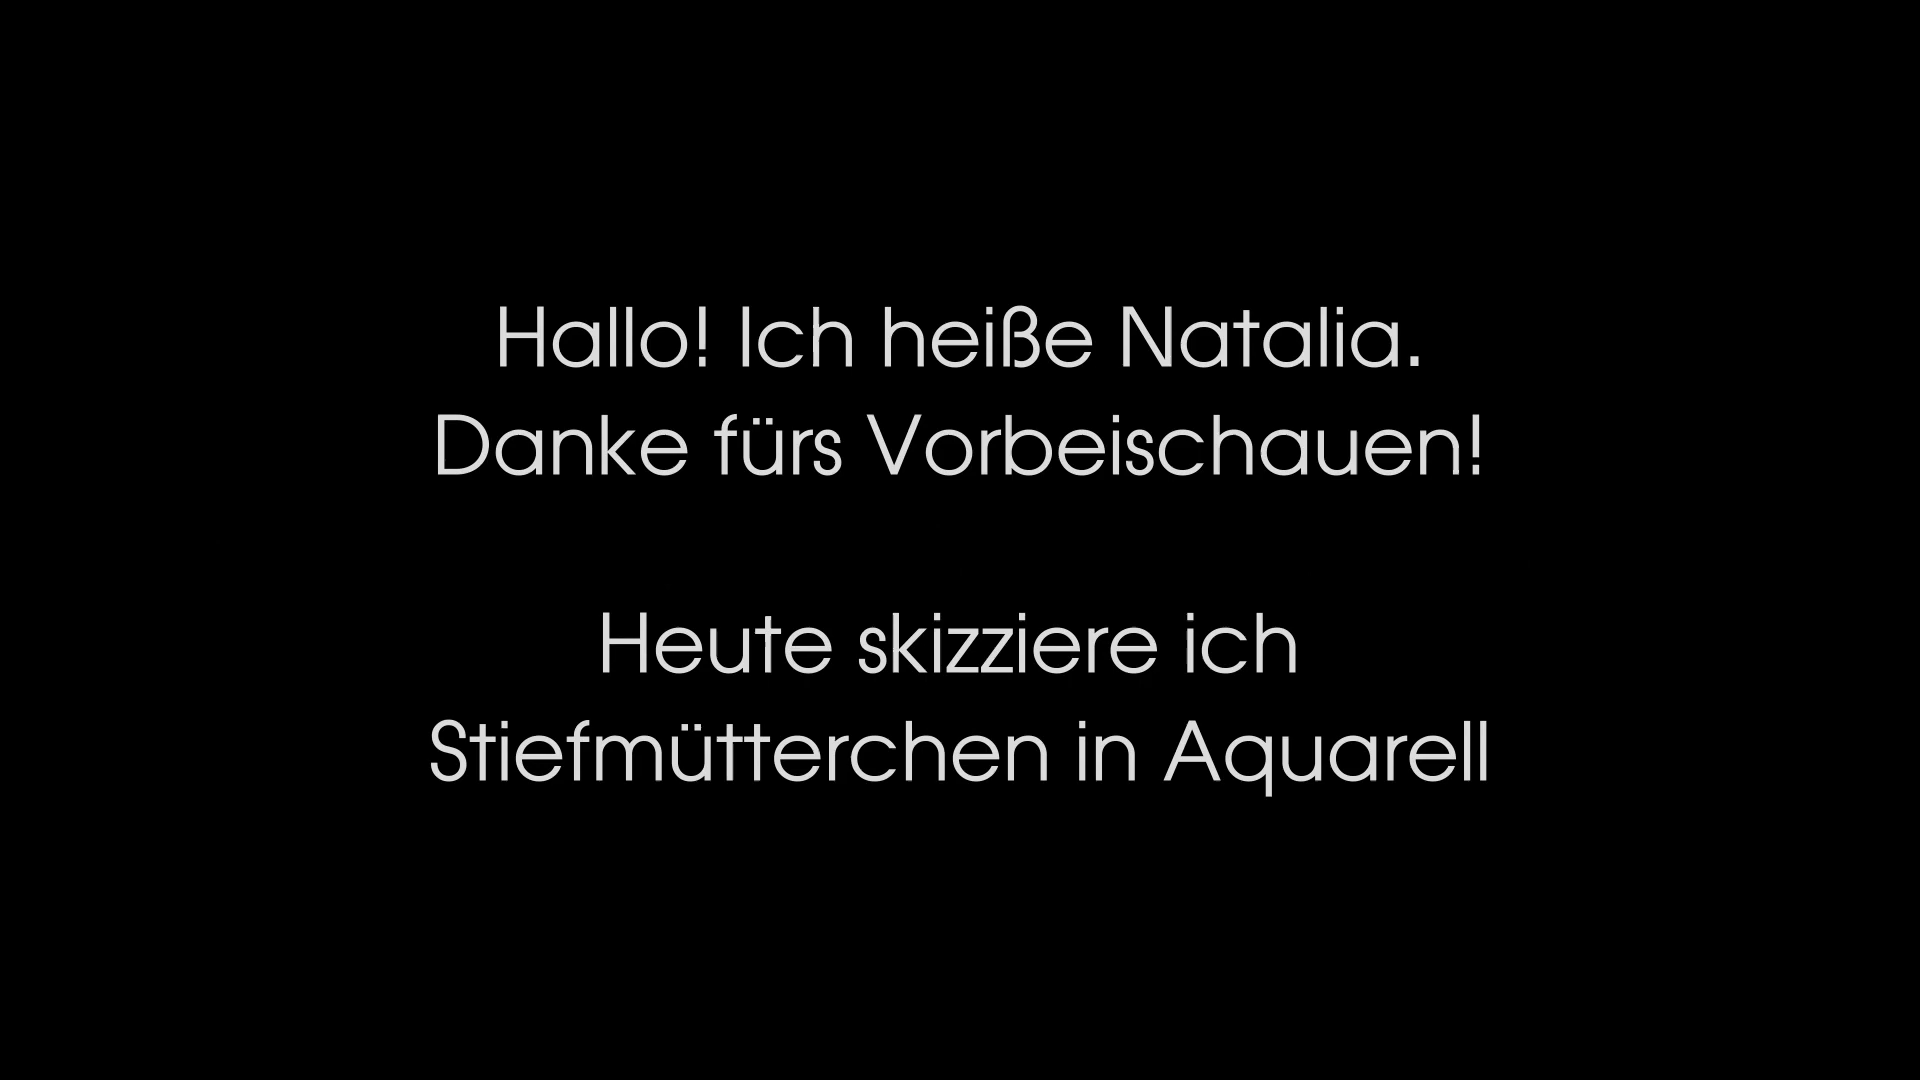 Hallo! Ich heiße Natalia.
Danke fürs Vorbeischauen!
Heute skizziere ich
Stiefmütterchen in Aquarell